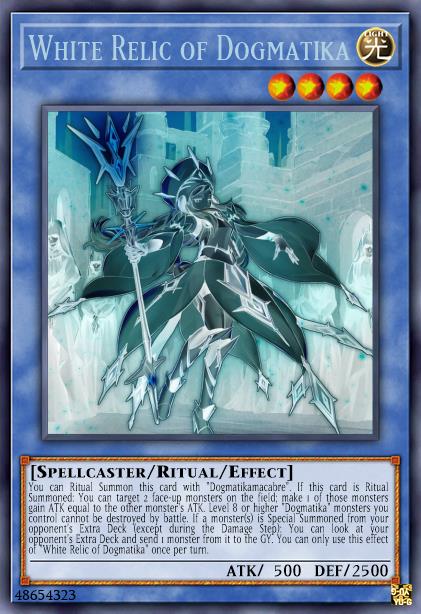 White Relic of Dogmatika
LIGHT
光
[Spellcaster/Ritual/Effect]
You can Ritual Summon this card with "Dogmatikamacabre". If this card is Ritual
Summoned: You can target 2 face-up monsters on the field; make 1 of those monsters
gain ATK equal to the other monster's ATK. Level 8 or higher "Dogmatika" monsters you
control cannot be destroyed by battle. If a monster(s) is Special Summoned from your
opponent's Extra Deck (except during the Damage Step): You can look at your
opponent's Extra Deck and send 1 monster from it to the GY. You can only use this effect
of "White Relic of Dogmatika" once per turn.
ATK/ 500 DEF/2500
48654323